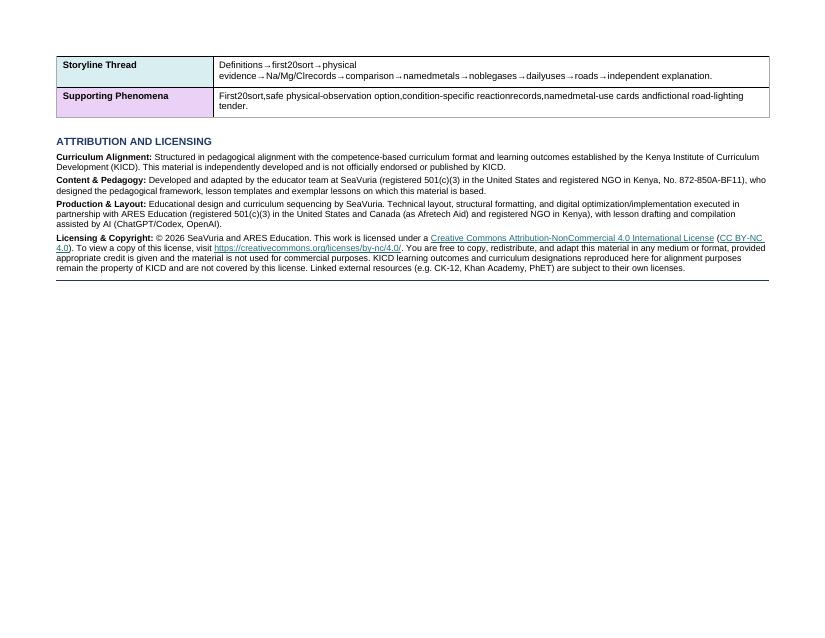 Storyline Thread
Definitions→first20sort→physical
evidence→Na/Mg/Clrecords→comparison→namedmetals→noblegases→dailyuses→roads→independent explanation.
Supporting Phenomena
First20sort,safe physical-observation option,condition-specific reactionrecords,namedmetal-use cards andfictional road-lighting
tender.
ATTRIBUTION AND LICENSING
Curriculum Alignment: Structured in pedagogical alignment with the competence-based curriculum format and learning outcomes established by the Kenya Institute of Curriculum
Development (KICD). This material is independently developed and is not officially endorsed or published by KICD.
Content & Pedagogy: Developed and adapted by the educator team at SeaVuria (registered 501(c)(3) in the United States and registered NGO in Kenya, No. 872-850A-BF11), who
designed the pedagogical framework, lesson templates and exemplar lessons on which this material is based.
Production & Layout: Educational design and curriculum sequencing by SeaVuria. Technical layout, structural formatting, and digital optimization/implementation executed in
partnership with ARES Education (registered 501(c)(3) in the United States and Canada (as Afretech Aid) and registered NGO in Kenya), with lesson drafting and compilation
assisted by AI (ChatGPT/Codex, OpenAI).
Licensing & Copyright: © 2026 SeaVuria and ARES Education. This work is licensed under a Creative Commons Attribution-NonCommercial 4.0 International License (CC BY-NC
4.0). To view a copy of this license, visit https://creativecommons.org/licenses/by-nc/4.0/. You are free to copy, redistribute, and adapt this material in any medium or format, provided
appropriate credit is given and the material is not used for commercial purposes. KICD learning outcomes and curriculum designations reproduced here for alignment purposes
remain the property of KICD and are not covered by this license. Linked external resources (e.g. CK-12, Khan Academy, PhET) are subject to their own licenses.